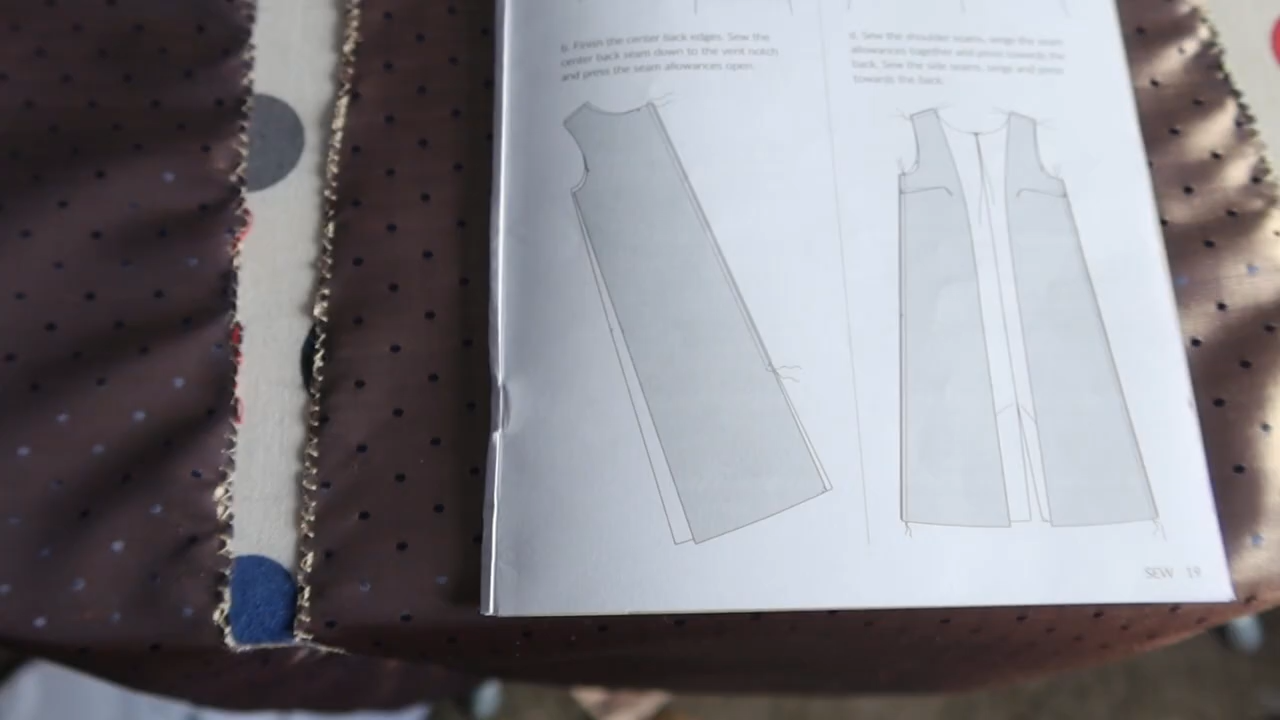 b. Finish the center back edges. Sew the
center back seam down to the vent notch
and press the seam allowances open.
d. Sew the shoulder seams, serge the seam
allowances together and press towards the
back. Sew the side seams, serge and press
towards the back.
SEW 19